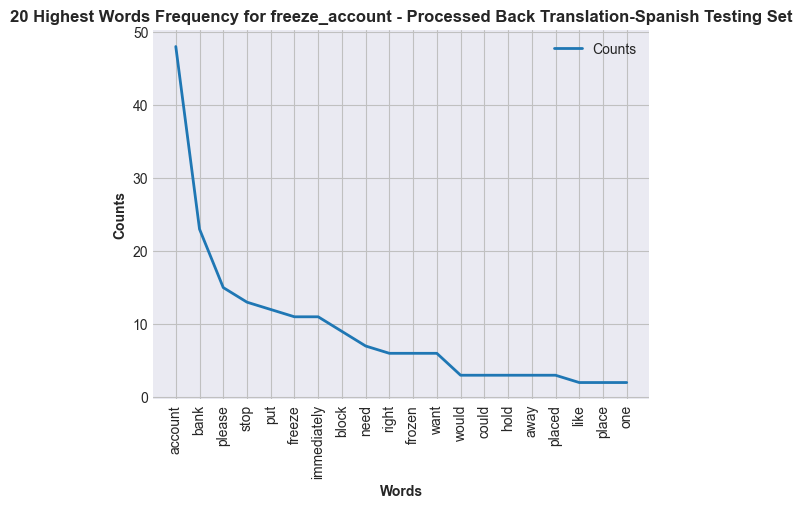 20 Highest Words Frequency for freeze_account - Processed Back Translation-Spanish Testing Set
Counts
50
40
30
20
10
0
Counts
account
bank
please
stop
put
freeze
immediately
block
need
right
frozen
want
would
could
hold
away
placed
like
place
one
Words